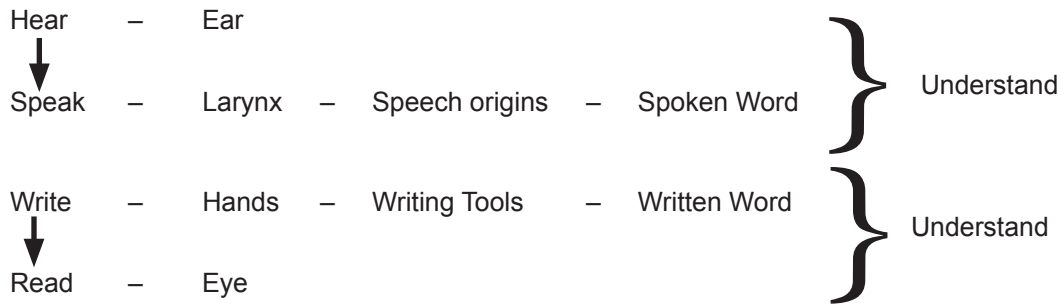 Hear – Ear
Speak – Larynx – Speech origins – Spoken Word
Understand
Write – Hands – Writing Tools – Written Word
Understand
Read – Eye